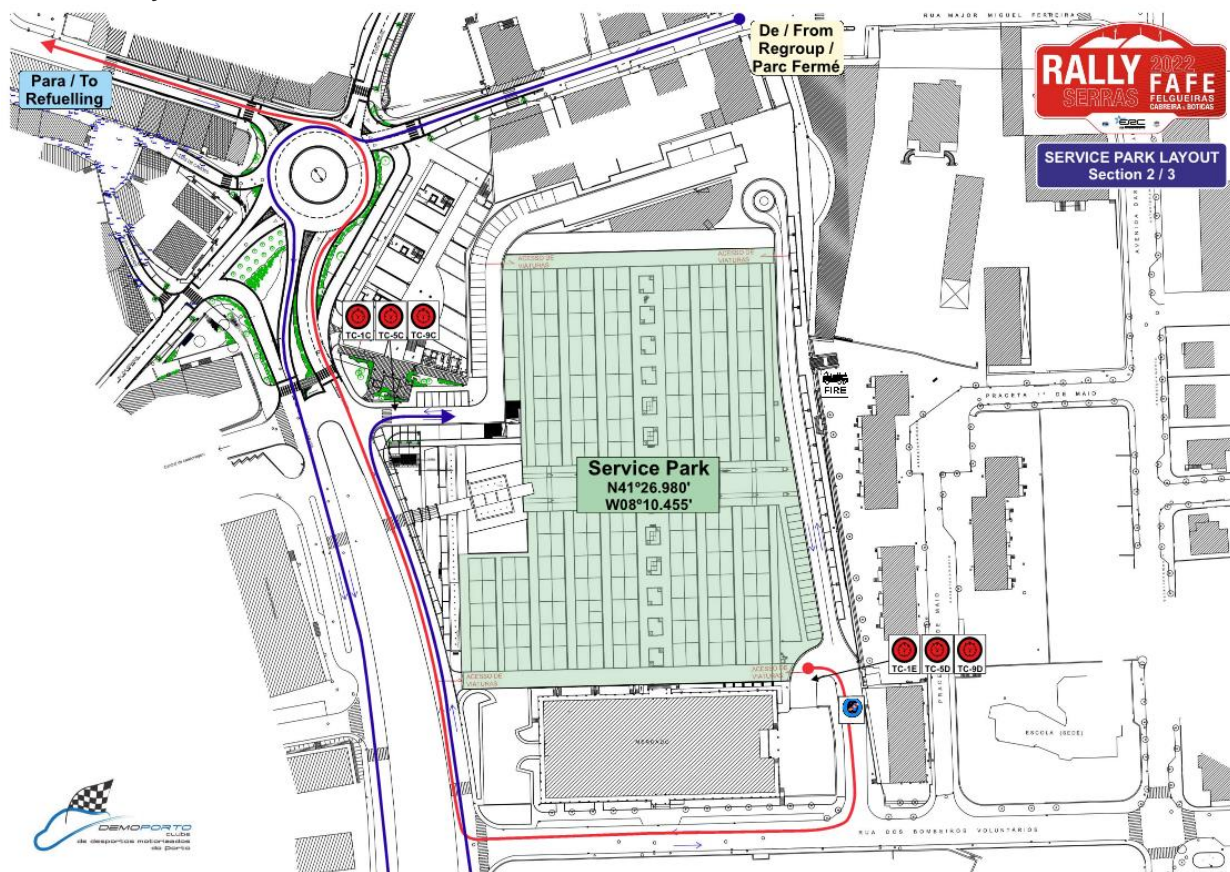 RUA MAJOR MIGUEL FERREIRA
De / From
Regroup /
Parc Fermé
Para / To
Refuelling
RALLY
SERRAS
2022
FAFE
FELGUEIRAS
CABREIRA & BOTICAS
ERC
SERVICE PARK LAYOUT
Section 2 / 3
ACESSO DE
VIATURAS
ACESSO DE
VIATURAS
TC-1C
TC-5C
TC-9C
FIRE
PRACETA 1º DE MAIO
Service Park
N41º26.980'
W08º10.455'
TC-1E
TC-5D
TC-9D
ACESSO DE
VIATURAS
ACESSO DE
VIATURAS
MERCADO
ESCOLA (SEDE)
RUA DOS BOMBEIROS VOLUNTÁRIOS
DEMOPORTO
clube
de desportos motorizados
do porto